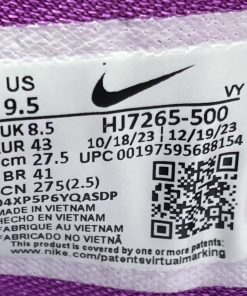 US
9.5
VY
UK 8.5
EUR 43
cm 27.5
BR 41
CN 275(2.5)
HJ7265-500
10/18/23 12/19/23
UPC 00197595688154
04XP5P6YQASDP
MADE IN VIETNAM
HECHO EN VIETNAM
FABRIQUE AU VIETNAM
FABRICADO NO VIETNÃ
This product is covered by one or more patents.
www.nike.com/patentsvirtualmarking